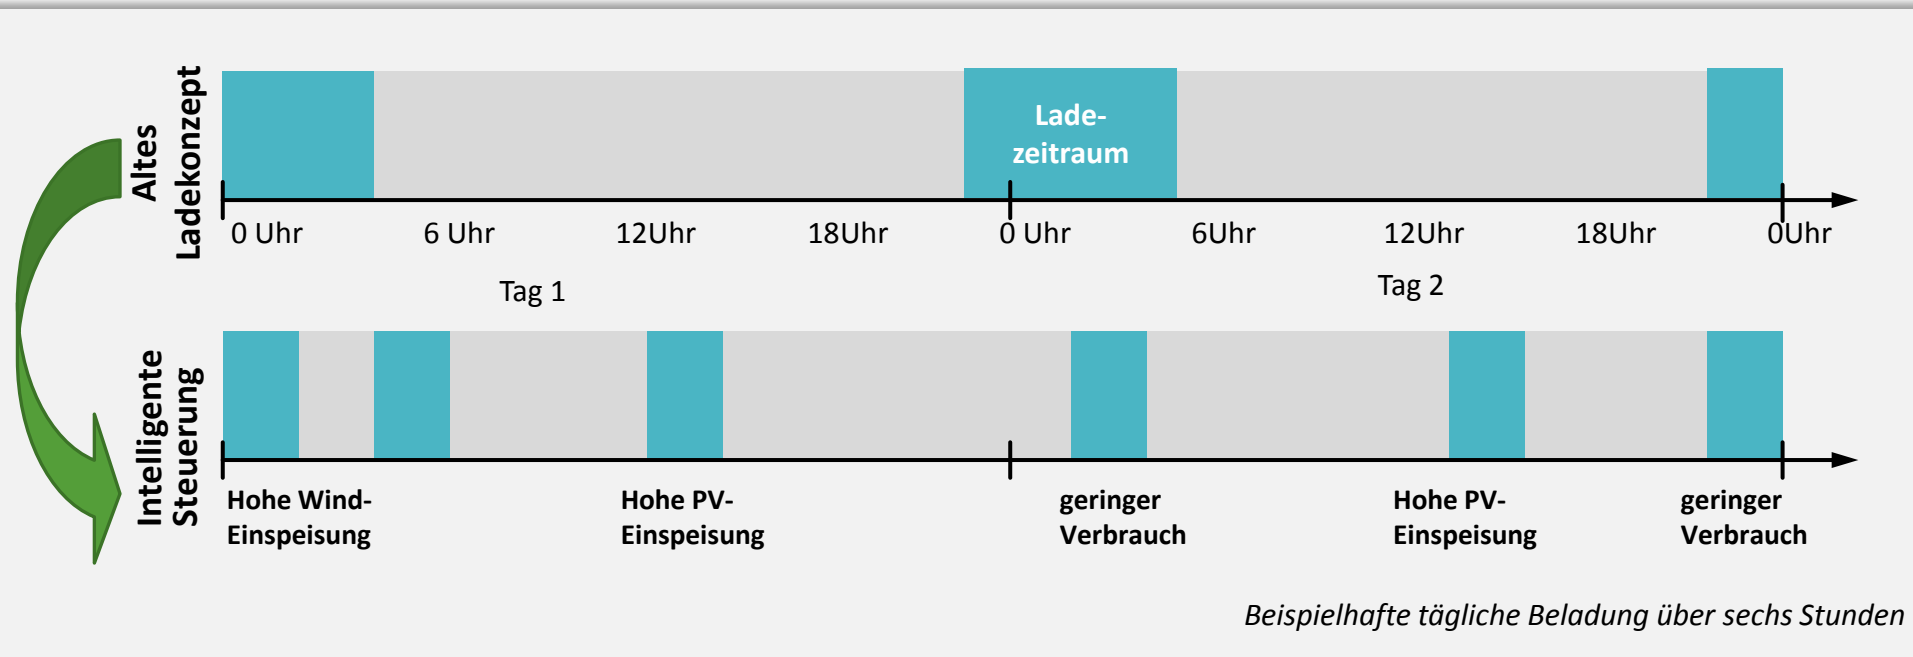 Altes
Ladekonzept
Lade-
zeitraum
0 Uhr 6 Uhr 12Uhr 18Uhr 0 Uhr 6Uhr 12Uhr 18Uhr 0Uhr
Tag 1 Tag 2
Intelligente
Steuerung
Hohe Wind-
Einspeisung
Hohe PV-
Einspeisung
geringer
Verbrauch
Hohe PV-
Einspeisung
geringer
Verbrauch
Beispielhafte tägliche Beladung über sechs Stunden